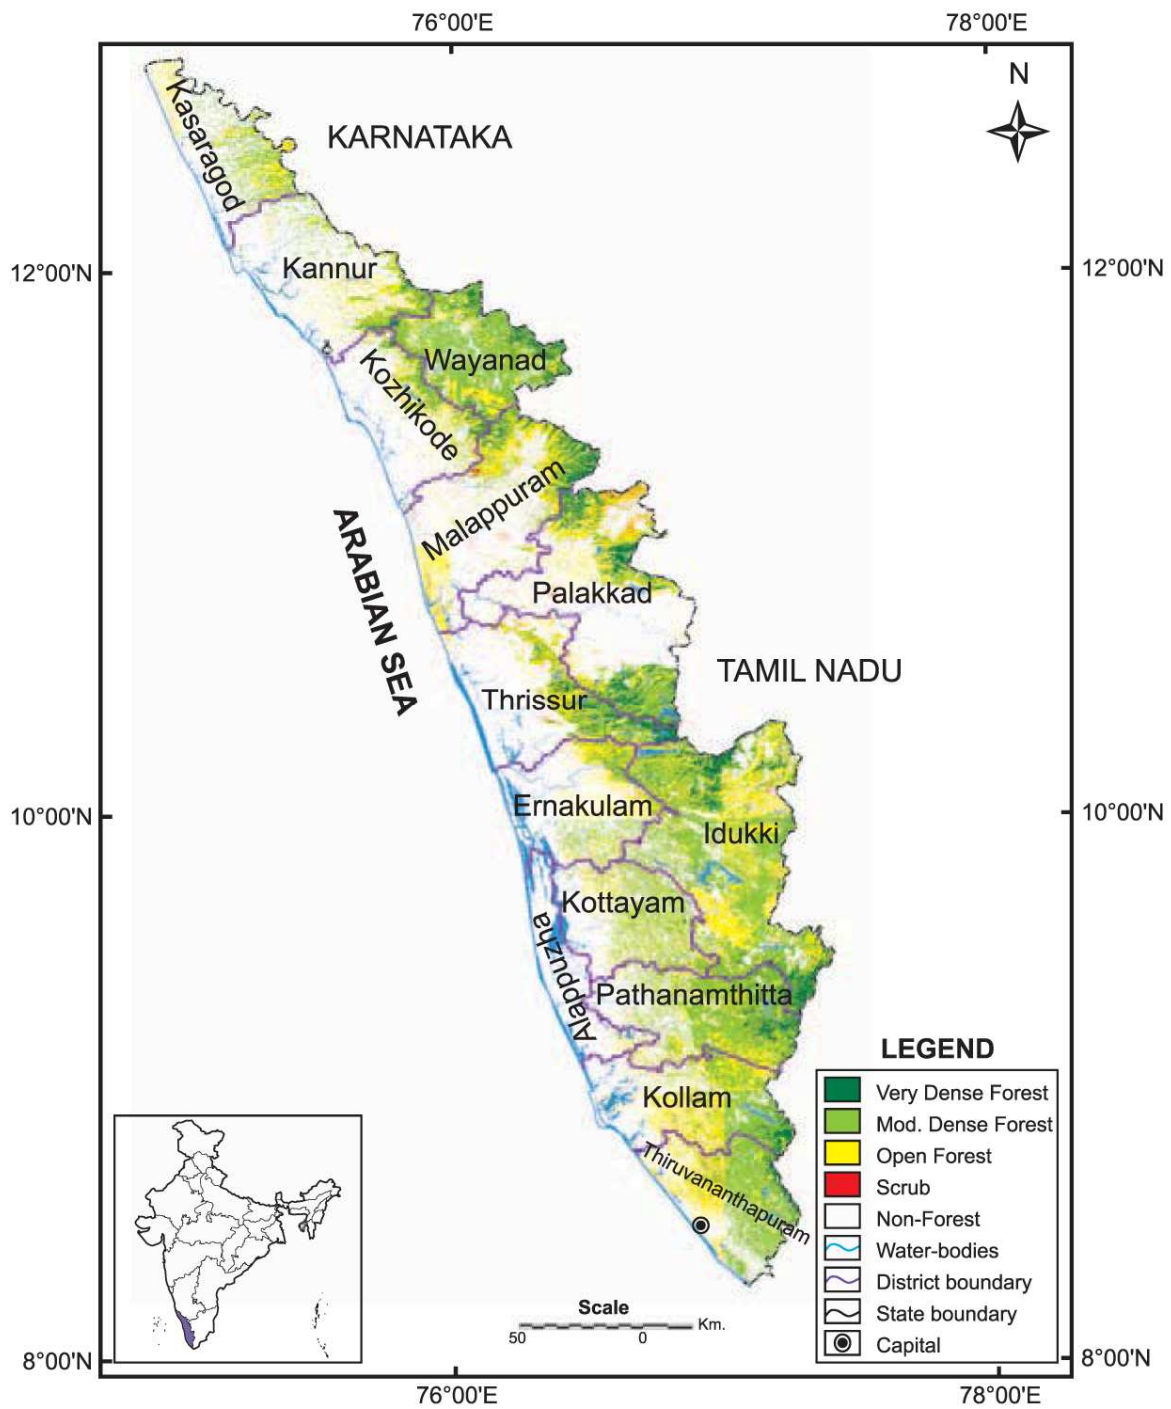 76°00'E
78°00'E
N
KARNATAKA
Kasaragod
12°00'N
12°00'N
Kannur
Wayanad
Kozhikode
Malappuram
ARABIAN SEA
Palakkad
TAMIL NADU
Thrissur
10°00'N
10°00'N
Ernakulam
Idukki
Kottayam
Alappuzha
Pathanamthitta
Kollam
Thiruvananthapuram
LEGEND
Very Dense Forest
Mod. Dense Forest
Open Forest
Scrub
Non-Forest
Water-bodies
District boundary
State boundary
Capital
Scale
Km.
50
0
8°00'N
8°00'N
76°00'E
78°00'E